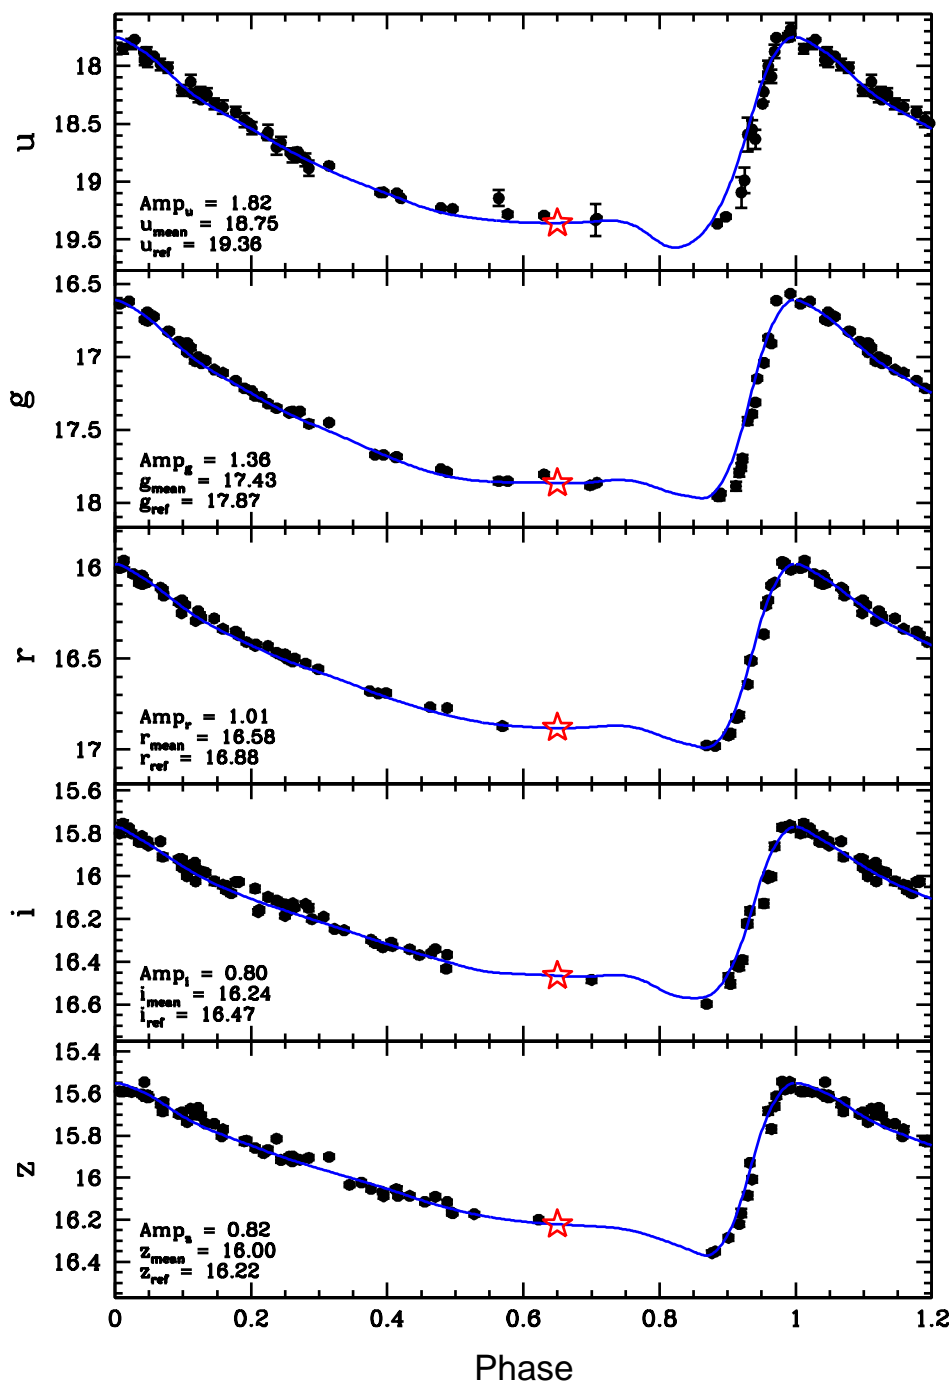 18
18.5
19
19.5
u
Amp_u = 1.82
u_mean = 18.75
u_ref = 19.36
16.5
17
17.5
18
g
Amp_g = 1.36
g_mean = 17.43
g_ref = 17.87
16
16.5
17
r
Amp_r = 1.01
r_mean = 16.58
r_ref = 16.88
15.6
15.8
16
16.2
16.4
16.6
i
Amp_i = 0.80
i_mean = 16.24
i_ref = 16.47
15.4
15.6
15.8
16
16.2
16.4
z
Amp_z = 0.82
z_mean = 16.00
z_ref = 16.22
0 0.2 0.4 0.6 0.8 1 1.2
Phase